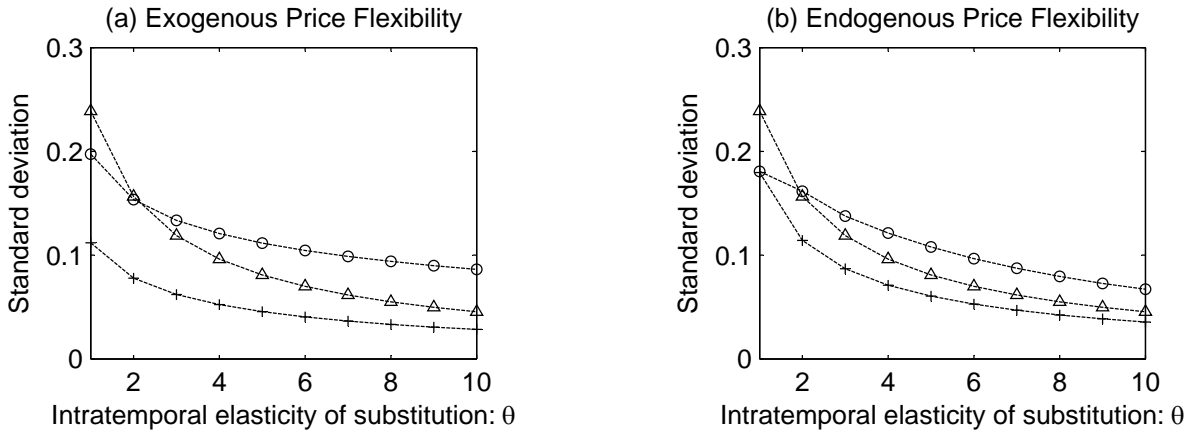 (a) Exogenous Price Flexibility
0.3
0.2
0.1
0
Standard deviation
2 4 6 8 10
Intratemporal elasticity of substitution: θ
(b) Endogenous Price Flexibility
0.3
0.2
0.1
0
Standard deviation
2 4 6 8 10
Intratemporal elasticity of substitution: θ